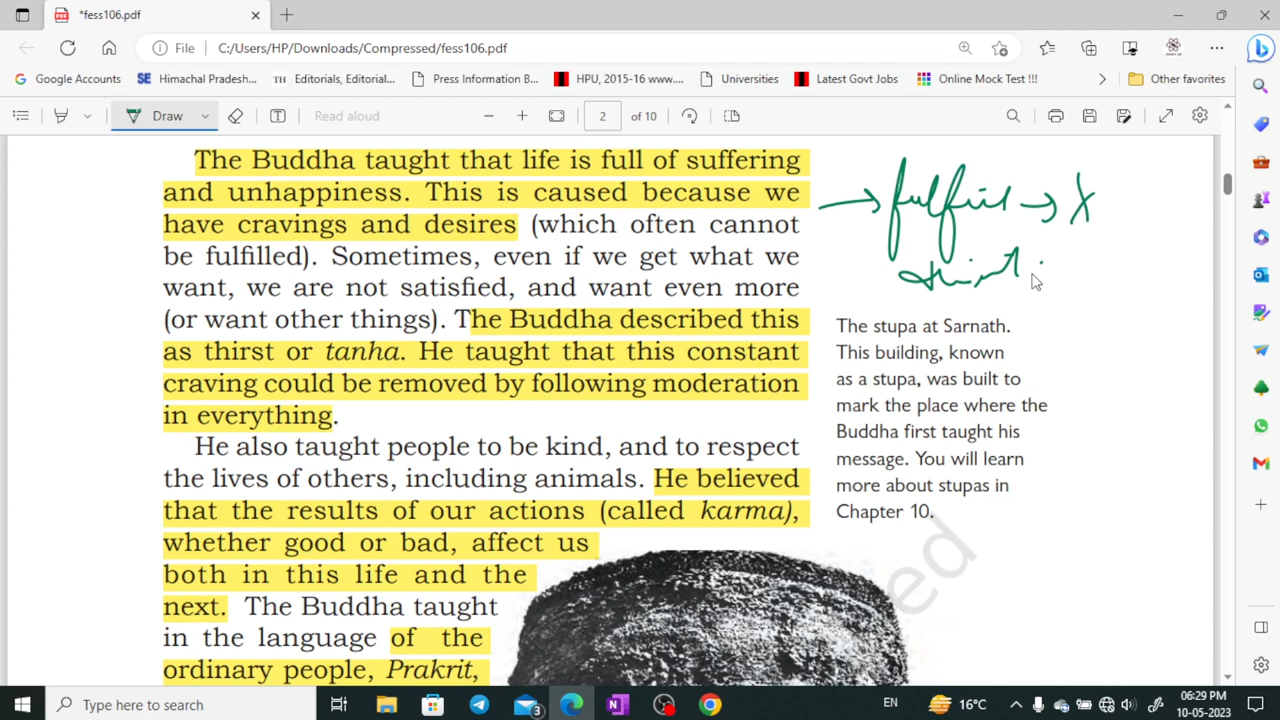 *fess106.pdf
File C:/Users/HP/Downloads/Compressed/fess106.pdf
Google Accounts SE Himachal Pradesh... TH Editorials, Editorial... Press Information B... HPU, 2015-16 www.... Universities Latest Govt Jobs Online Mock Test !!! Other favorites
Draw Read aloud 2 of 10
The Buddha taught that life is full of suffering
and unhappiness. This is caused because we
have cravings and desires (which often cannot
be fulfilled). Sometimes, even if we get what we
want, we are not satisfied, and want even more
(or want other things). The Buddha described this
as thirst or tanha. He taught that this constant
craving could be removed by following moderation
in everything.
He also taught people to be kind, and to respect
the lives of others, including animals. He believed
that the results of our actions (called karma),
whether good or bad, affect us
both in this life and the
next. The Buddha taught
in the language of the
ordinary people, Prakrit,
→ fulfill → X
thirst
The stupa at Sarnath.
This building, known
as a stupa, was built to
mark the place where the
Buddha first taught his
message. You will learn
more about stupas in
Chapter 10.
ed
Type here to search 3 16°C EN 06:29 PM
10-05-2023